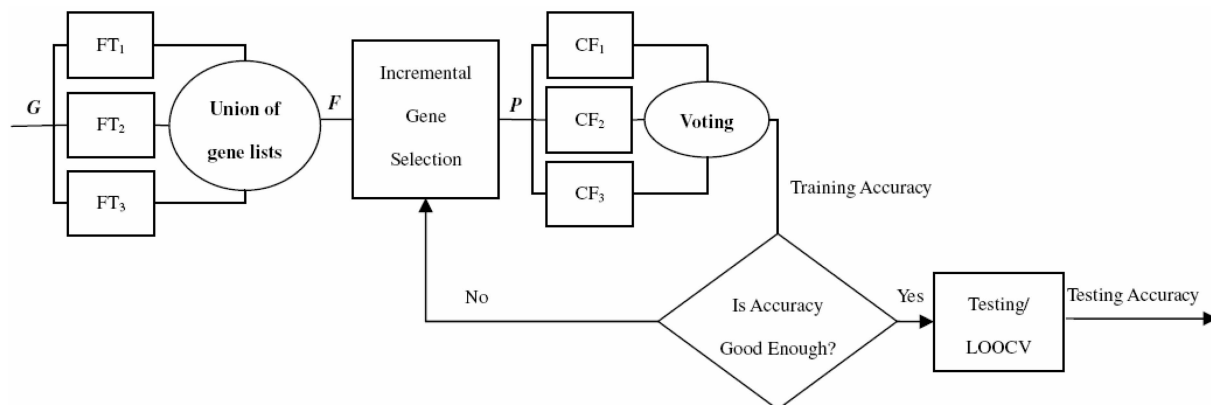 G
FT₁
FT₂
FT₃
Union of
gene lists
F
Incremental
Gene
Selection
P
CF₁
CF₂
CF₃
Voting
Training Accuracy
Is Accuracy
Good Enough?
No
Yes
Testing/
LOOCV
Testing Accuracy